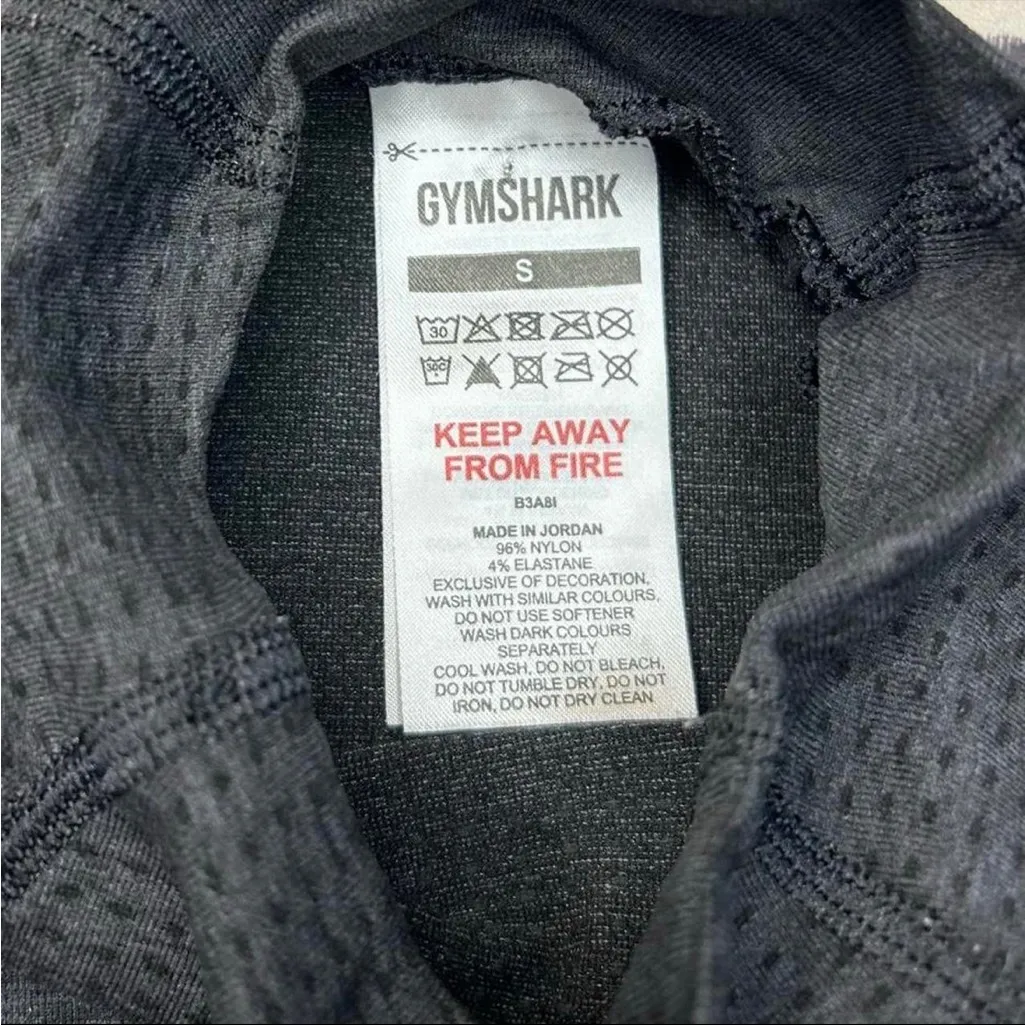 GYMSHARK
S
30
30C
KEEP AWAY
FROM FIRE
B3A8I
MADE IN JORDAN
96% NYLON
4% ELASTANE
EXCLUSIVE OF DECORATION,
WASH WITH SIMILAR COLOURS,
DO NOT USE SOFTENER
WASH DARK COLOURS
SEPARATELY
COOL WASH, DO NOT BLEACH,
DO NOT TUMBLE DRY, DO NOT
IRON, DO NOT DRY CLEAN